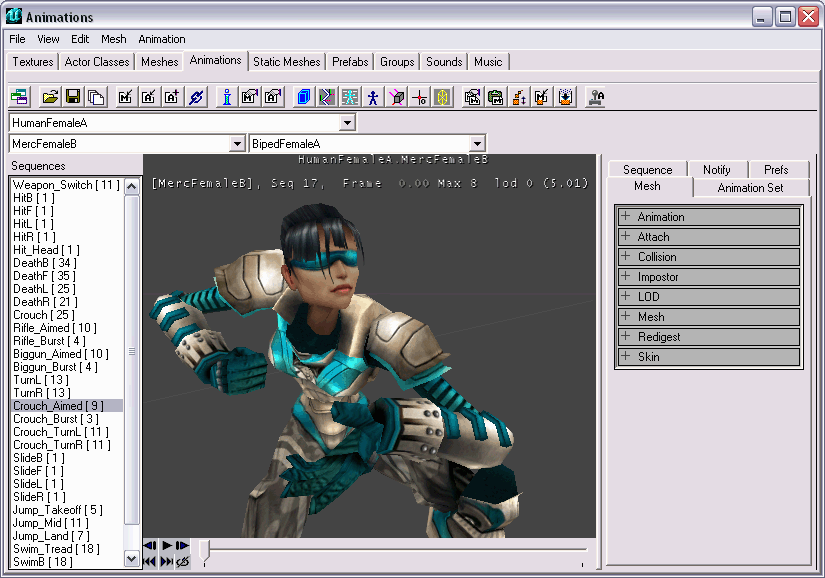 Animations
File View Edit Mesh Animation
Textures Actor Classes Meshes Animations Static Meshes Prefabs Groups Sounds Music
HumanFemaleA
MercFemaleB BipedFemaleA
Sequences
Weapon_Switch [ 11 ]
HitB [ 1 ]
HitF [ 1 ]
HitL [ 1 ]
HitR [ 1 ]
Hit_Head [ 1 ]
DeathB [ 34 ]
DeathF [ 35 ]
DeathL [ 25 ]
DeathR [ 21 ]
Crouch [ 25 ]
Rifle_Aimed [ 10 ]
Rifle_Burst [ 4 ]
Biggun_Aimed [ 10 ]
Biggun_Burst [ 4 ]
TurnL [ 13 ]
TurnR [ 13 ]
Crouch_Aimed [ 9 ]
Crouch_Burst [ 3 ]
Crouch_TurnL [ 11 ]
Crouch_TurnR [ 11 ]
SlideB [ 1 ]
SlideF [ 1 ]
SlideL [ 1 ]
SlideR [ 1 ]
Jump_Takeoff [ 5 ]
Jump_Mid [ 11 ]
Jump_Land [ 7 ]
Swim_Tread [ 18 ]
SwimB [ 18 ]
HumanFemaleA.MercFemaleB
[MercFemaleB], Seq 17, Frame 0.00 Max 8 lod 0 (5.01)
Sequence Notify Prefs
Mesh Animation Set
+ Animation
+ Attach
+ Collision
+ Impostor
+ LOD
+ Mesh
+ Redigest
+ Skin